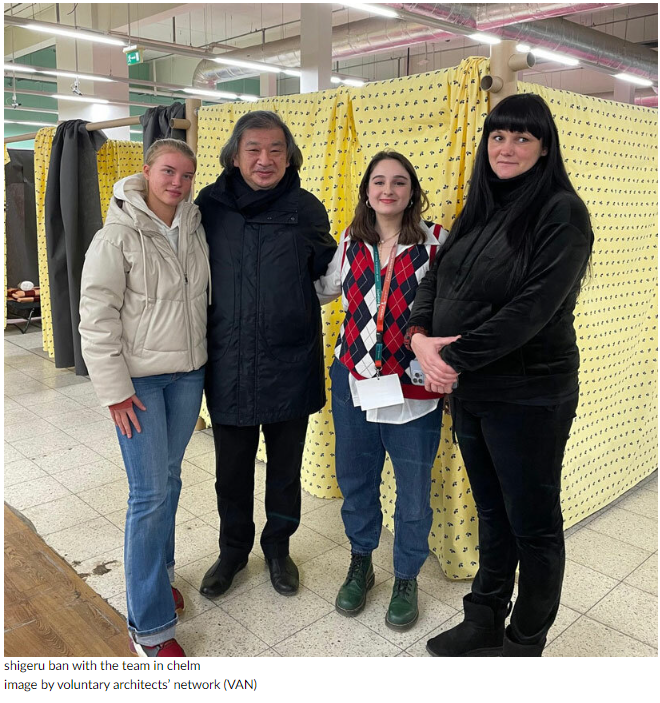 shigeru ban with the team in chelm
image by voluntary architects' network (VAN)